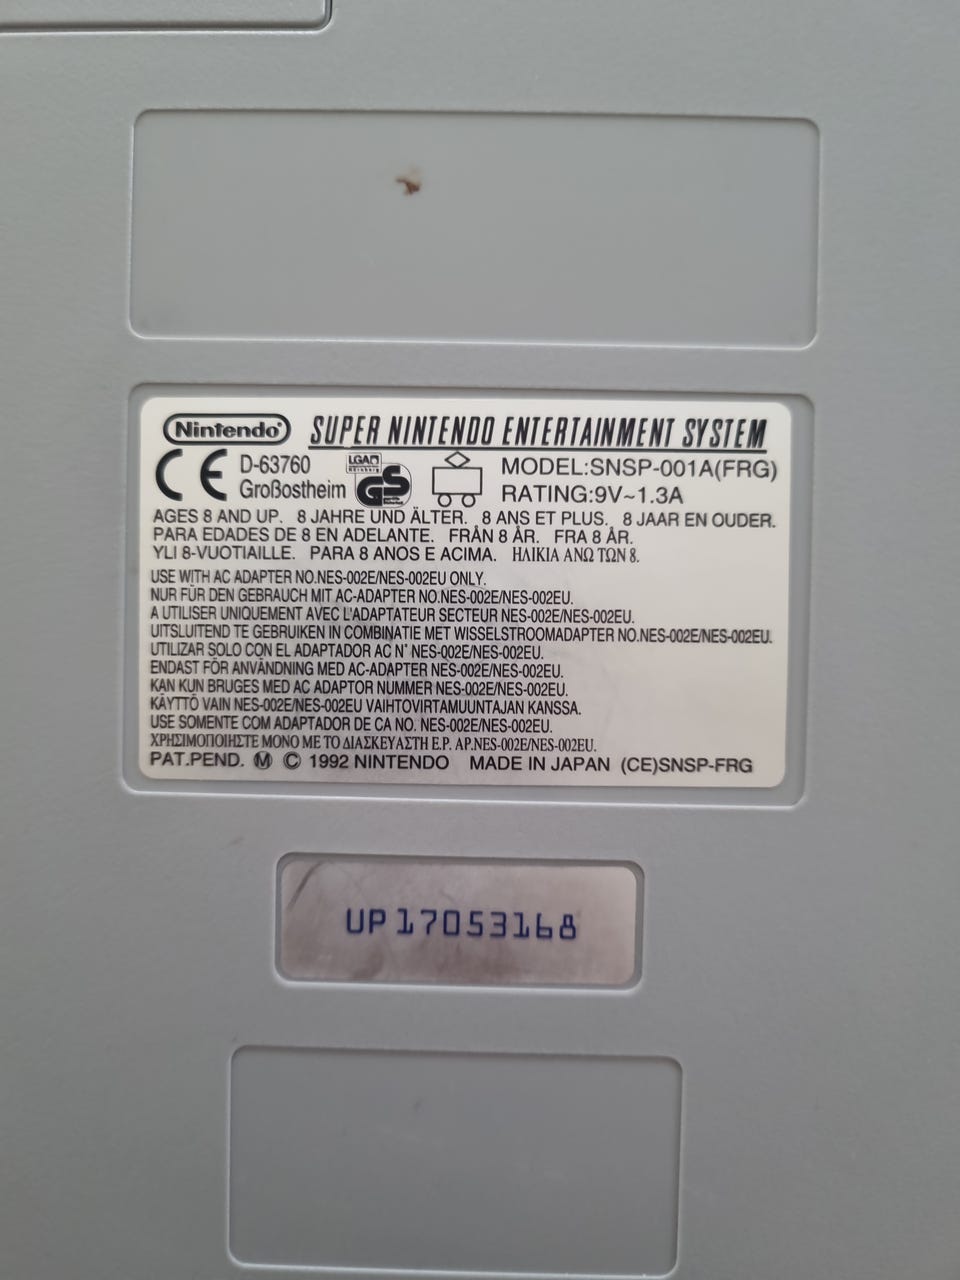 Nintendo SUPER NINTENDO ENTERTAINMENT SYSTEM
CE D-63760 LGA GS MODEL:SNSP-001A(FRG)
Großostheim RATING:9V~1.3A
AGES 8 AND UP. 8 JAHRE UND ÄLTER. 8 ANS ET PLUS. 8 JAAR EN OUDER.
PARA EDADES DE 8 EN ADELANTE. FRÅN 8 ÅR. FRA 8 ÅR.
YLI 8-VUOTIAILLE. PARA 8 ANOS E ACIMA. ΗΛΙΚΙΑ ΑΝΩ ΤΩΝ 8.
USE WITH AC ADAPTER NO.NES-002E/NES-002EU ONLY.
NUR FÜR DEN GEBRAUCH MIT AC-ADAPTER NO.NES-002E/NES-002EU.
A UTILISER UNIQUEMENT AVEC L'ADAPTATEUR SECTEUR NES-002E/NES-002EU.
UITSLUITEND TE GEBRUIKEN IN COMBINATIE MET WISSELSTROOMADAPTER NO.NES-002E/NES-002EU.
UTILIZAR SOLO CON EL ADAPTADOR AC N° NES-002E/NES-002EU.
ENDAST FÖR ANVÄNDNING MED AC-ADAPTER NES-002E/NES-002EU.
KAN KUN BRUGES MED AC ADAPTOR NUMMER NES-002E/NES-002EU.
KÄYTTÖ VAIN NES-002E/NES-002EU VAIHTOVIRTAMUUNTAJAN KANSSA.
USE SOMENTE COM ADAPTADOR DE CA NO. NES-002E/NES-002EU.
ΧΡΗΣΙΜΟΠΟΙΗΣΤΕ ΜΟΝΟ ΜΕ ΤΟ ΔΙΑΣΚΕΥΑΣΤΗ Ε.Ρ. ΑΡ.NES-002E/NES-002EU.
PAT.PEND. Ⓜ © 1992 NINTENDO MADE IN JAPAN (CE)SNSP-FRG
UP17053168